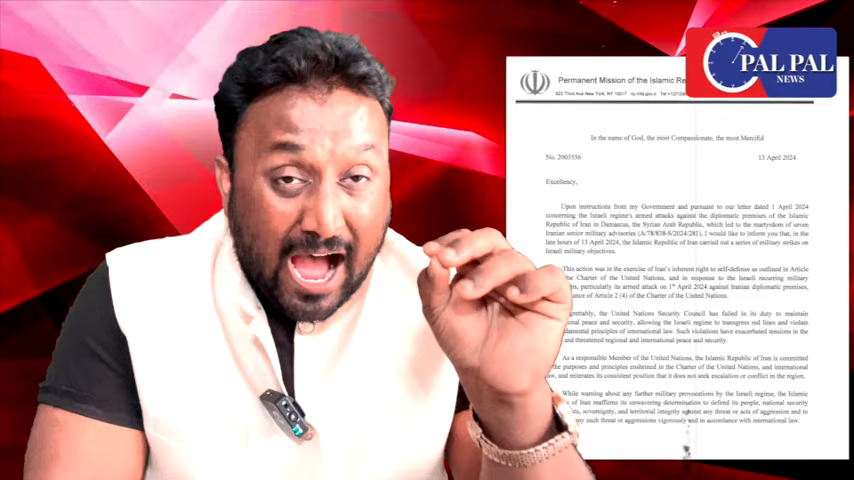 PAL PAL
NEWS
Permanent Mission of the Islamic Re
622 Third Ave New York, NY 10017
In the name of God, the most Compassionate, the most Merciful
No. 2003556
13 April 2024
Excellency,
Upon instructions from my Government and pursuant to our letter dated 1 April 2024
concerning the Israeli regime's armed attacks against the diplomatic premises of the Islamic
Republic of Iran in Damascus, the Syrian Arab Republic, which led to the martyrdom of seven
Iranian senior military advisories (A/78/838-S/2024/281), I would like to inform you that, in the
late hours of 13 April 2024, the Islamic Republic of Iran carried out a series of military strikes on
Israeli military objectives.
This action was in the exercise of Iran's inherent right to self-defense as outlined in Article
the Charter of the United Nations, and in response to the Israeli recurring military
particularly its armed attack on 1st April 2024 against Iranian diplomatic premises,
ance of Article 2 (4) of the Charter of the United Nations.
grettably, the United Nations Security Council has failed in its duty to maintain
onal peace and security, allowing the Israeli regime to transgress red lines and violate
damental principles of international law. Such violations have exacerbated tensions in the
and threatened regional and international peace and security.
As a responsible Member of the United Nations, the Islamic Republic of Iran is committed
e purposes and principles enshrined in the Charter of the United Nations, and international
aw, and reiterates its consistent position that it does not seek escalation or conflict in the region.
While warning about any further military provocations by the Israeli regime, the Islamic
of Iran reaffirms its unwavering determination to defend its people, national security
sts, sovereignty, and territorial integrity against any threat or acts of aggression and to
any such threat or aggressions vigorously and in accordance with international law.